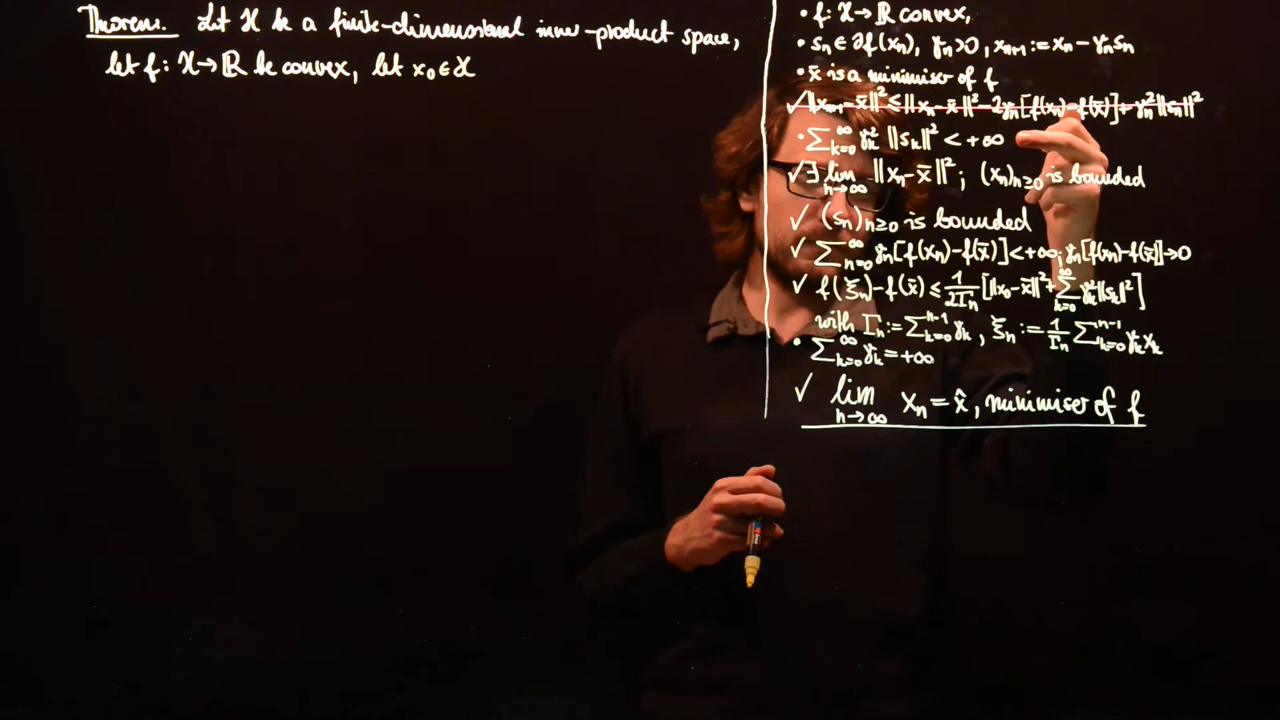 Theorem. Let ℋ be a finite-dimensional inner-product space,
let f: ℋ→ℝ be convex, let x₀∈ℋ
• f: ℋ→ℝ convex,
• sₙ∈∂f(xₙ), γₙ>0, xₙ₊₁:=xₙ−γₙsₙ
• x̄ is a minimiser of f
✓ ‖xₙ₊₁−x̄‖²≤‖xₙ−x̄‖²−2γₙ[f(xₙ)−f(x̄)]+γₙ²‖sₙ‖²
• ∑_{k=0}^{∞} γₖ²‖sₖ‖²<+∞
✓ ∃ lim_{n→∞} ‖xₙ−x̄‖²; (xₙ)ₙ≥₀ is bounded
✓ (sₙ)ₙ≥₀ is bounded
✓ ∑_{n=0}^{∞} γₙ[f(xₙ)−f(x̄)]<+∞; γₙ[f(xₙ)−f(x̄)]→0
✓ f(ξₙ)−f(x̄)≤ 1/(2Γₙ) [‖x₀−x̄‖²+∑_{k=0}^{∞} γₖ²‖sₖ‖²]
with Γₙ:=∑_{k=0}^{n-1} γₖ, ξₙ:= 1/Γₙ ∑_{k=0}^{n-1} γₖxₖ
• ∑_{k=0}^{∞} γₖ=+∞
✓ lim_{n→∞} xₙ=x̂, minimiser of f